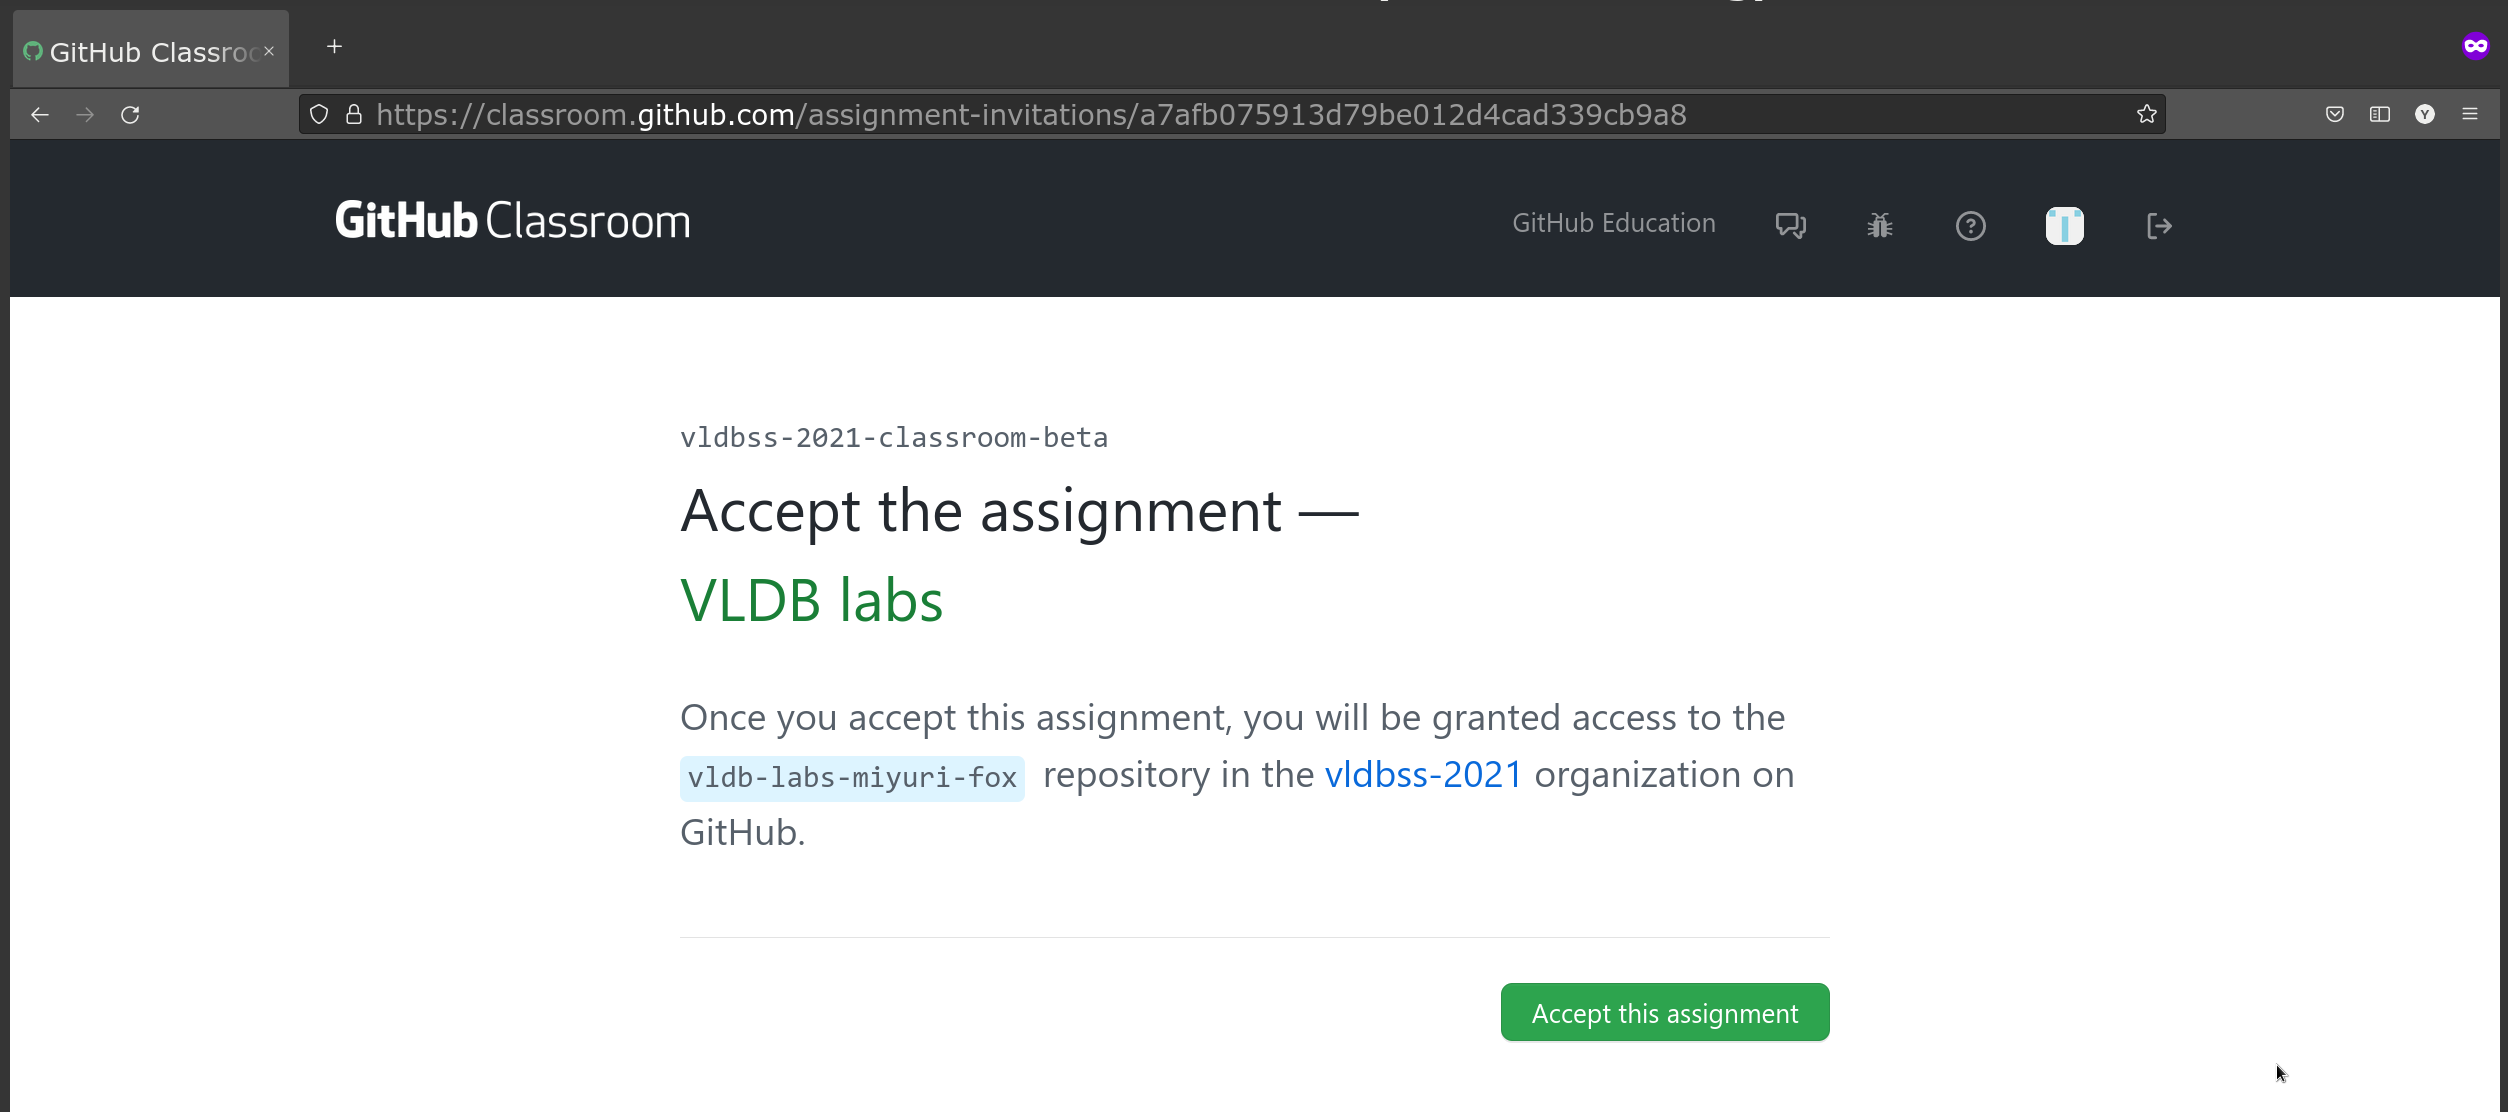 GitHub Classroo
https://classroom.github.com/assignment-invitations/a7afb075913d79be012d4cad339cb9a8
Y
GitHub Classroom
GitHub Education
vldbss-2021-classroom-beta
Accept the assignment —
VLDB labs
Once you accept this assignment, you will be granted access to the
vldb-labs-miyuri-fox repository in the vldbss-2021 organization on
GitHub.
Accept this assignment